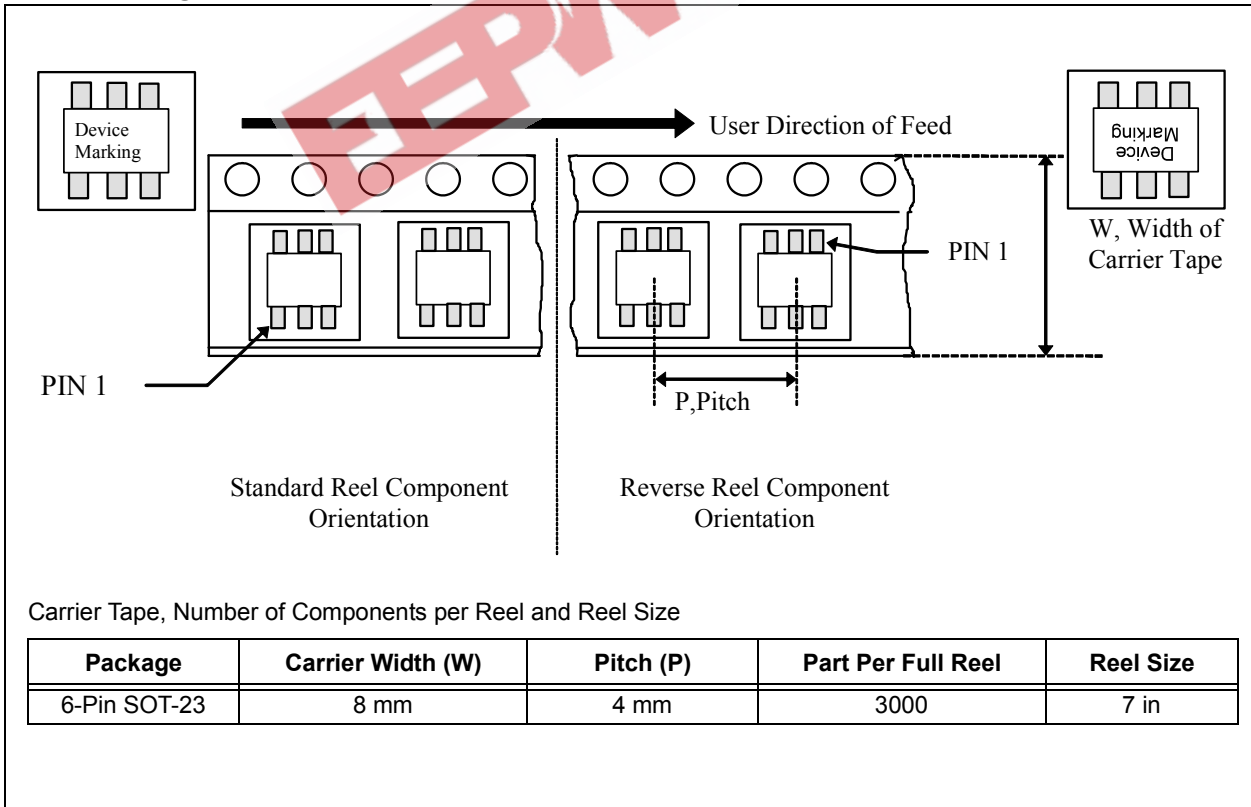 Device
Marking
User Direction of Feed
Device
Marking
W, Width of
Carrier Tape
PIN 1
PIN 1
P,Pitch
Standard Reel Component
Orientation
Reverse Reel Component
Orientation
Carrier Tape, Number of Components per Reel and Reel Size
Package Carrier Width (W) Pitch (P) Part Per Full Reel Reel Size
6-Pin SOT-23 8 mm 4 mm 3000 7 in